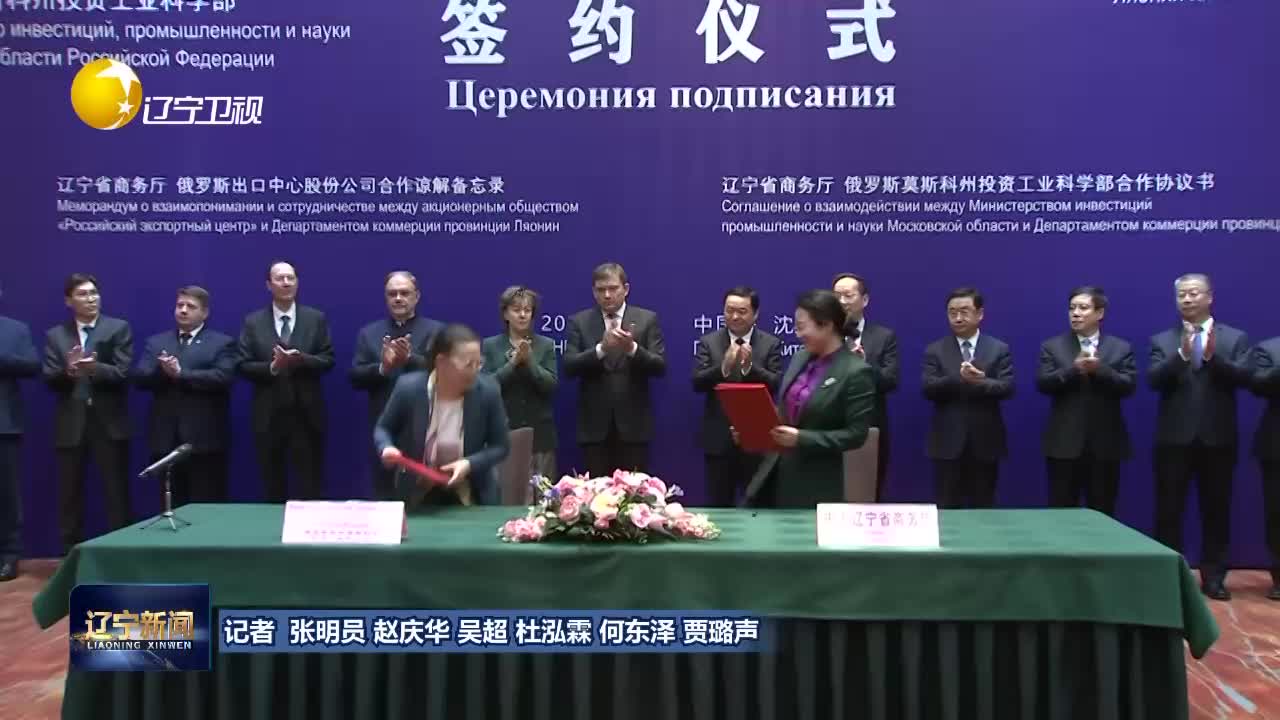 科州投资工业科学部
о инвестиций, промышленности и науки
области Российской Федерации
签约仪式
Церемония подписания
辽宁卫视
辽宁省商务厅 俄罗斯出口中心股份公司合作谅解备忘录
Меморандум о взаимопонимании и сотрудничестве между акционерным обществом
«Российский экспортный центр» и Департаментом коммерции провинции Ляонин
辽宁省商务厅 俄罗斯莫斯科州投资工业科学部合作协议书
Соглашение о взаимодействии между Министерством инвестиций
промышленности и науки Московской области и Департаментом коммерции провинци
20
中国 沈
Кит
辽宁省商务厅
辽宁新闻
LIAONING XINWEN
记者 张明员 赵庆华 吴超 杜泓霖 何东泽 贾璐声